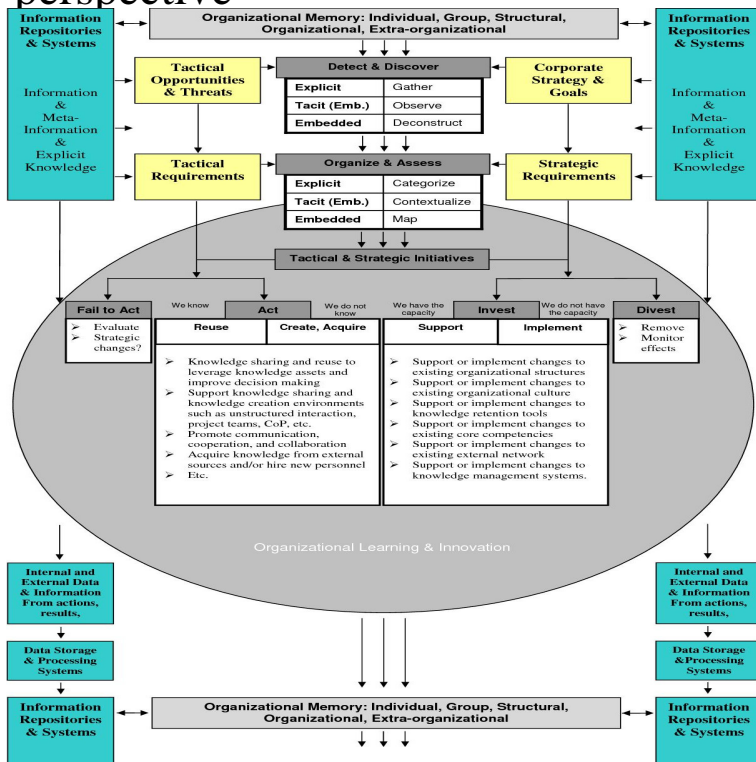 perspective
Information
Repositories
& Systems
Information
&
Meta-
Information
&
Explicit
Knowledge
Organizational Memory: Individual, Group, Structural,
Organizational, Extra-organizational
Information
Repositories
& Systems
Information
&
Meta-
Information
&
Explicit
Knowledge
Tactical
Opportunities
& Threats
Detect & Discover
Explicit Gather
Tacit (Emb.) Observe
Embedded Deconstruct
Corporate
Strategy &
Goals
Tactical
Requirements
Organize & Assess
Explicit Categorize
Tacit (Emb.) Contextualize
Embedded Map
Strategic
Requirements
Tactical & Strategic Initiatives
Fail to Act
➢ Evaluate
➢ Strategic
changes?
We know
Act
We do not
know
Reuse Create, Acquire
➢ Knowledge sharing and reuse to
leverage knowledge assets and
improve decision making
➢ Support knowledge sharing and
knowledge creation environments
such as unstructured interaction,
project teams, CoP, etc.
➢ Promote communication,
cooperation, and collaboration
➢ Acquire knowledge from external
sources and/or hire new personnel
➢ Etc.
We have the
capacity
Invest
We do not have
the capacity
Support Implement
➢ Support or implement changes to
existing organizational structures
➢ Support or implement changes to
existing organizational culture
➢ Support or implement changes to
knowledge retention tools
➢ Support or implement changes to
existing core competencies
➢ Support or implement changes to
existing external network
➢ Support or implement changes to
knowledge management systems.
Divest
➢ Remove
➢ Monitor
effects
Organizational Learning & Innovation
Internal and
External Data
& Information
From actions,
results,
Internal and
External Data
& Information
From actions,
results,
Data Storage
& Processing
Systems
Data Storage
&Processing
Systems
Information
Repositories
& Systems
Organizational Memory: Individual, Group, Structural,
Organizational, Extra-organizational
Information
Repositories
& Systems